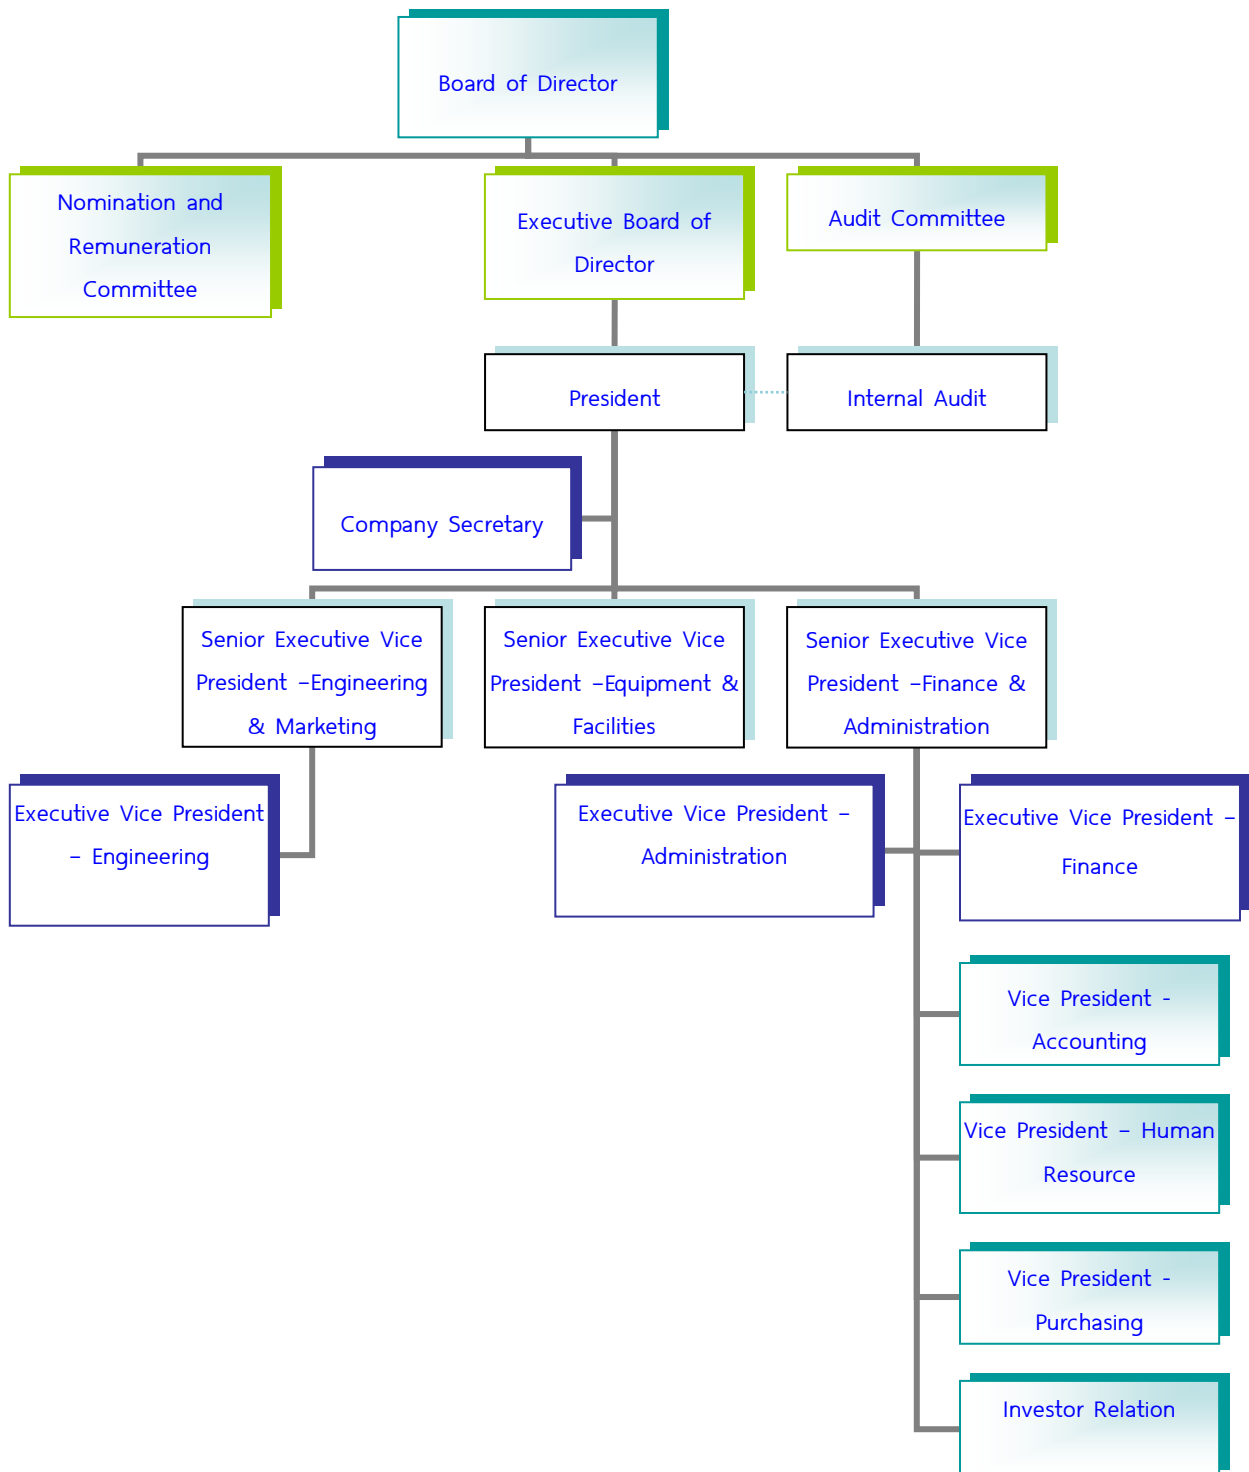 Board of Director
Nomination and
Remuneration
Committee
Executive Board of
Director
Audit Committee
President
Internal Audit
Company Secretary
Senior Executive Vice
President –Engineering
& Marketing
Senior Executive Vice
President –Equipment &
Facilities
Senior Executive Vice
President –Finance &
Administration
Executive Vice President
– Engineering
Executive Vice President –
Administration
Executive Vice President –
Finance
Vice President -
Accounting
Vice President – Human
Resource
Vice President -
Purchasing
Investor Relation